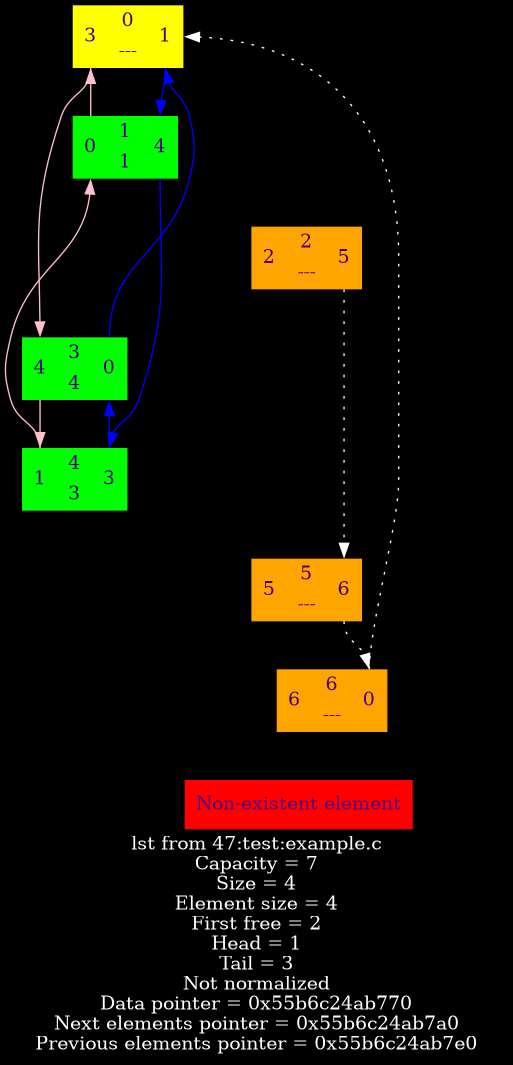 0
3 1
---
1
0 4
1
2
2 5
---
3
4 0
4
4
1 3
3
5
5 6
---
6
6 0
---
Non-existent element
lst from 47:test:example.c
Capacity = 7
Size = 4
Element size = 4
First free = 2
Head = 1
Tail = 3
Not normalized
Data pointer = 0x55b6c24ab770
Next elements pointer = 0x55b6c24ab7a0
Previous elements pointer = 0x55b6c24ab7e0